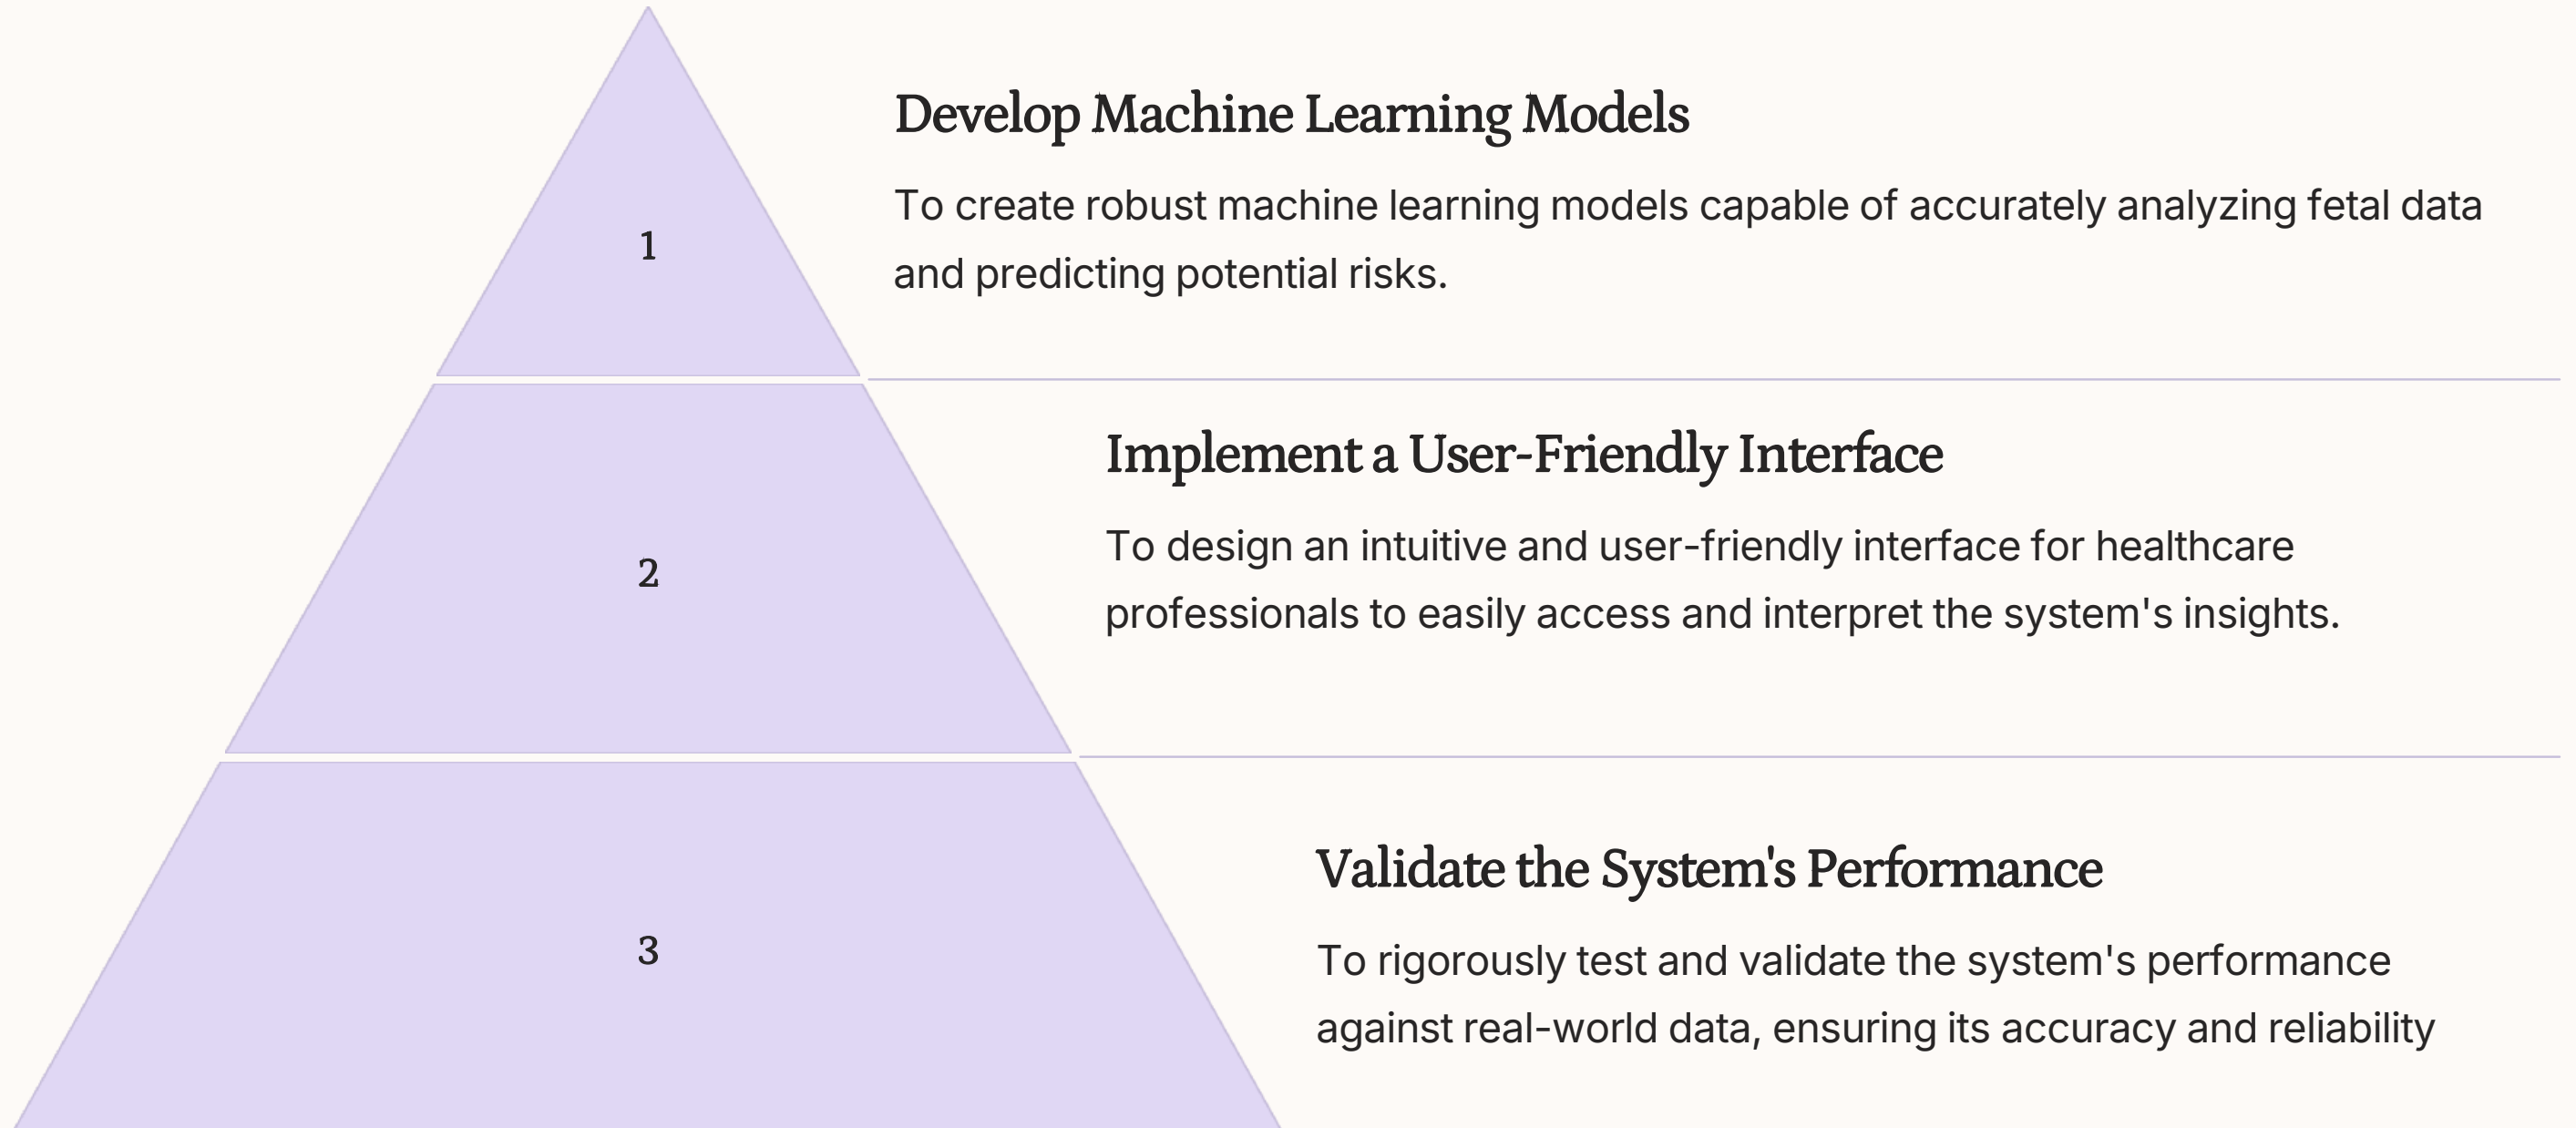 1
Develop Machine Learning Models
To create robust machine learning models capable of accurately analyzing fetal data
and predicting potential risks.
2
Implement a User-Friendly Interface
To design an intuitive and user-friendly interface for healthcare
professionals to easily access and interpret the system's insights.
3
Validate the System's Performance
To rigorously test and validate the system's performance
against real-world data, ensuring its accuracy and reliability